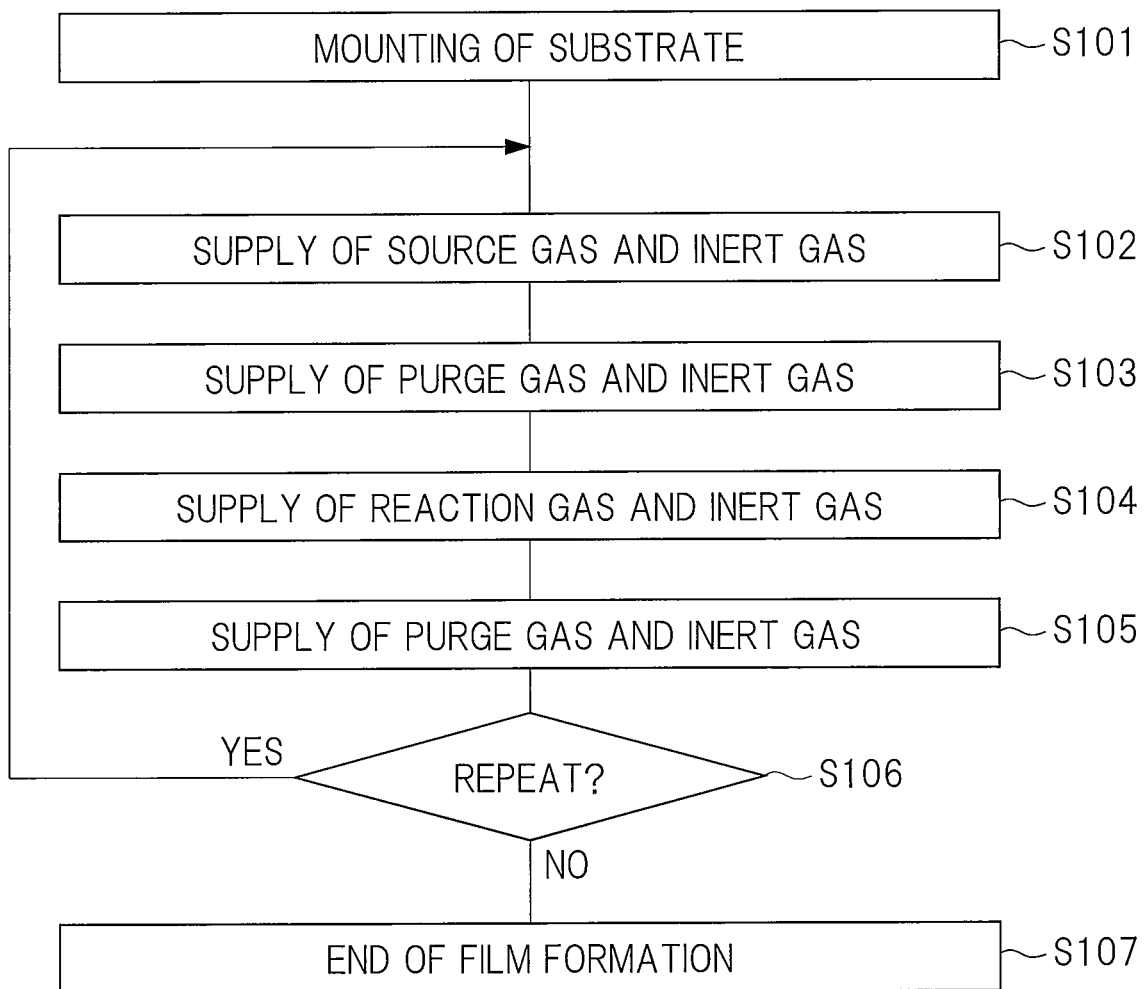 MOUNTING OF SUBSTRATE S101
SUPPLY OF SOURCE GAS AND INERT GAS S102
SUPPLY OF PURGE GAS AND INERT GAS S103
SUPPLY OF REACTION GAS AND INERT GAS S104
SUPPLY OF PURGE GAS AND INERT GAS S105
YES
REPEAT? S106
NO
END OF FILM FORMATION S107